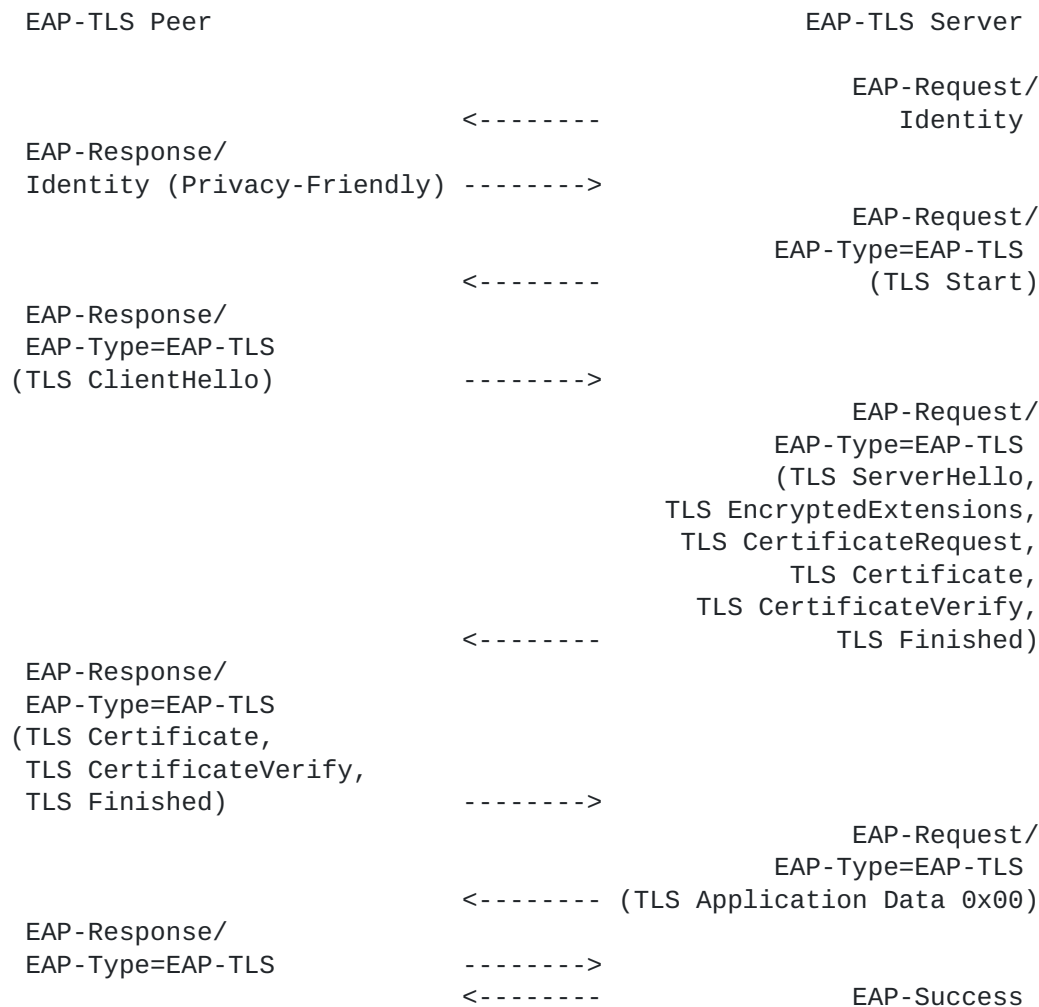 EAP-TLS Peer                                      EAP-TLS Server
EAP-Request/
<--------                   Identity
EAP-Response/
Identity (Privacy-Friendly) -------->
EAP-Request/
EAP-Type=EAP-TLS
<--------                 (TLS Start)
EAP-Response/
EAP-Type=EAP-TLS
(TLS ClientHello)            -------->
EAP-Request/
EAP-Type=EAP-TLS
(TLS ServerHello,
TLS EncryptedExtensions,
TLS CertificateRequest,
TLS Certificate,
TLS CertificateVerify,
<--------               TLS Finished)
EAP-Response/
EAP-Type=EAP-TLS
(TLS Certificate,
TLS CertificateVerify,
TLS Finished)               -------->
EAP-Request/
EAP-Type=EAP-TLS
<-------- (TLS Application Data 0x00)
EAP-Response/
EAP-Type=EAP-TLS            -------->
<--------                EAP-Success